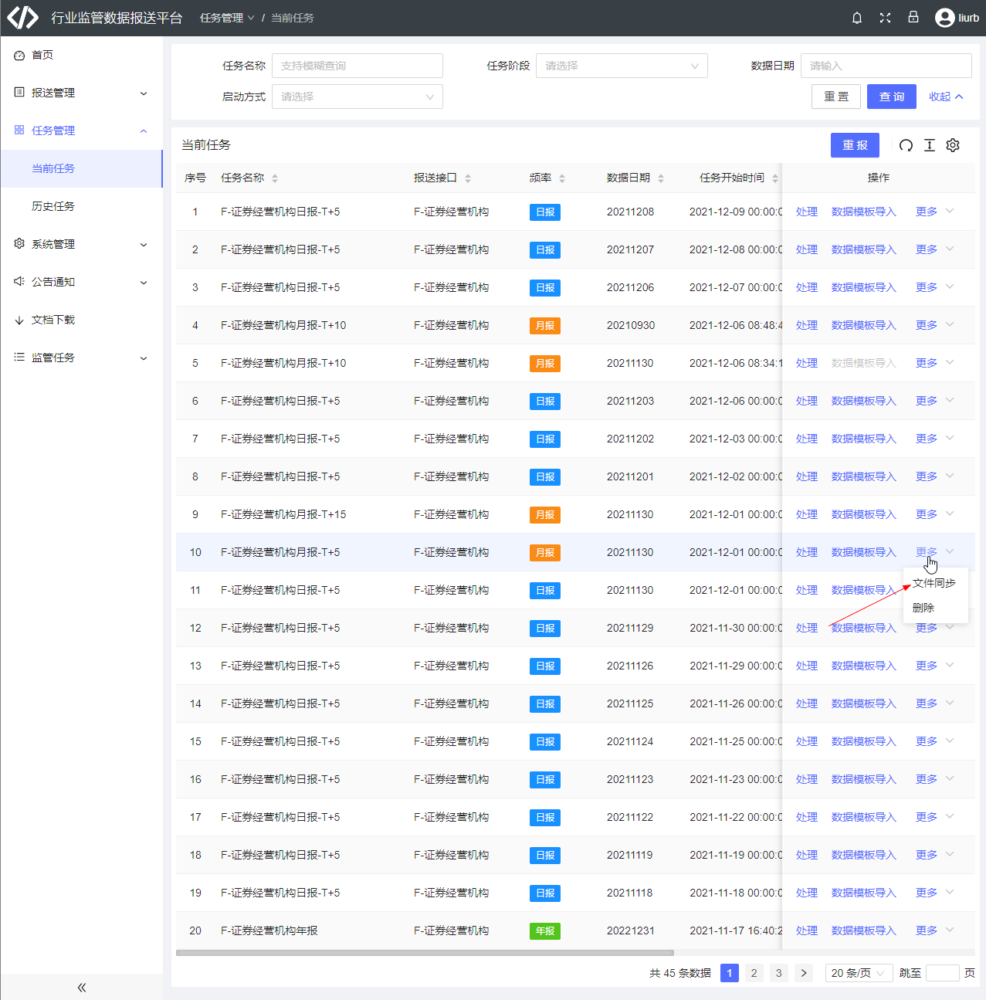 行业监管数据报送平台 任务管理 / 当前任务 liurb
首页
报送管理
任务管理
当前任务
历史任务
系统管理
公告通知
文档下载
监管任务
任务名称 支持模糊查询 任务阶段 请选择 数据日期 请输入
启动方式 请选择 重 置 查 询 收起
当前任务 重 报
序号 任务名称 报送接口 频率 数据日期 任务开始时间 操作
1 F-证券经营机构日报-T+5 F-证券经营机构 日报 20211208 2021-12-09 00:00:0 处理 数据模板导入 更多
2 F-证券经营机构日报-T+5 F-证券经营机构 日报 20211207 2021-12-08 00:00:0 处理 数据模板导入 更多
3 F-证券经营机构日报-T+5 F-证券经营机构 日报 20211206 2021-12-07 00:00:0 处理 数据模板导入 更多
4 F-证券经营机构月报-T+10 F-证券经营机构 月报 20210930 2021-12-06 08:48:4 处理 数据模板导入 更多
5 F-证券经营机构月报-T+10 F-证券经营机构 月报 20211130 2021-12-06 08:34:1 处理 数据模板导入 更多
6 F-证券经营机构日报-T+5 F-证券经营机构 日报 20211203 2021-12-06 00:00:0 处理 数据模板导入 更多
7 F-证券经营机构日报-T+5 F-证券经营机构 日报 20211202 2021-12-03 00:00:0 处理 数据模板导入 更多
8 F-证券经营机构日报-T+5 F-证券经营机构 日报 20211201 2021-12-02 00:00:0 处理 数据模板导入 更多
9 F-证券经营机构月报-T+15 F-证券经营机构 月报 20211130 2021-12-01 00:00:0 处理 数据模板导入 更多
10 F-证券经营机构月报-T+5 F-证券经营机构 月报 20211130 2021-12-01 00:00:0 处理 数据模板导入 更多
11 F-证券经营机构日报-T+5 F-证券经营机构 日报 20211130 2021-12-01 00:00:0 处理 数据模板导入 文件同步
删除
12 F-证券经营机构日报-T+5 F-证券经营机构 日报 20211129 2021-11-30 00:00:0 处理 数据模板导入 更多
13 F-证券经营机构日报-T+5 F-证券经营机构 日报 20211126 2021-11-29 00:00:0 处理 数据模板导入 更多
14 F-证券经营机构日报-T+5 F-证券经营机构 日报 20211125 2021-11-26 00:00:0 处理 数据模板导入 更多
15 F-证券经营机构日报-T+5 F-证券经营机构 日报 20211124 2021-11-25 00:00:0 处理 数据模板导入 更多
16 F-证券经营机构日报-T+5 F-证券经营机构 日报 20211123 2021-11-23 00:00:0 处理 数据模板导入 更多
17 F-证券经营机构日报-T+5 F-证券经营机构 日报 20211122 2021-11-22 00:00:0 处理 数据模板导入 更多
18 F-证券经营机构日报-T+5 F-证券经营机构 日报 20211119 2021-11-19 00:00:0 处理 数据模板导入 更多
19 F-证券经营机构日报-T+5 F-证券经营机构 日报 20211118 2021-11-18 00:00:0 处理 数据模板导入 更多
20 F-证券经营机构年报 F-证券经营机构 年报 20221231 2021-11-17 16:40:2 处理 数据模板导入 更多
共 45 条数据 1 2 3 > 20 条/页 跳至 页